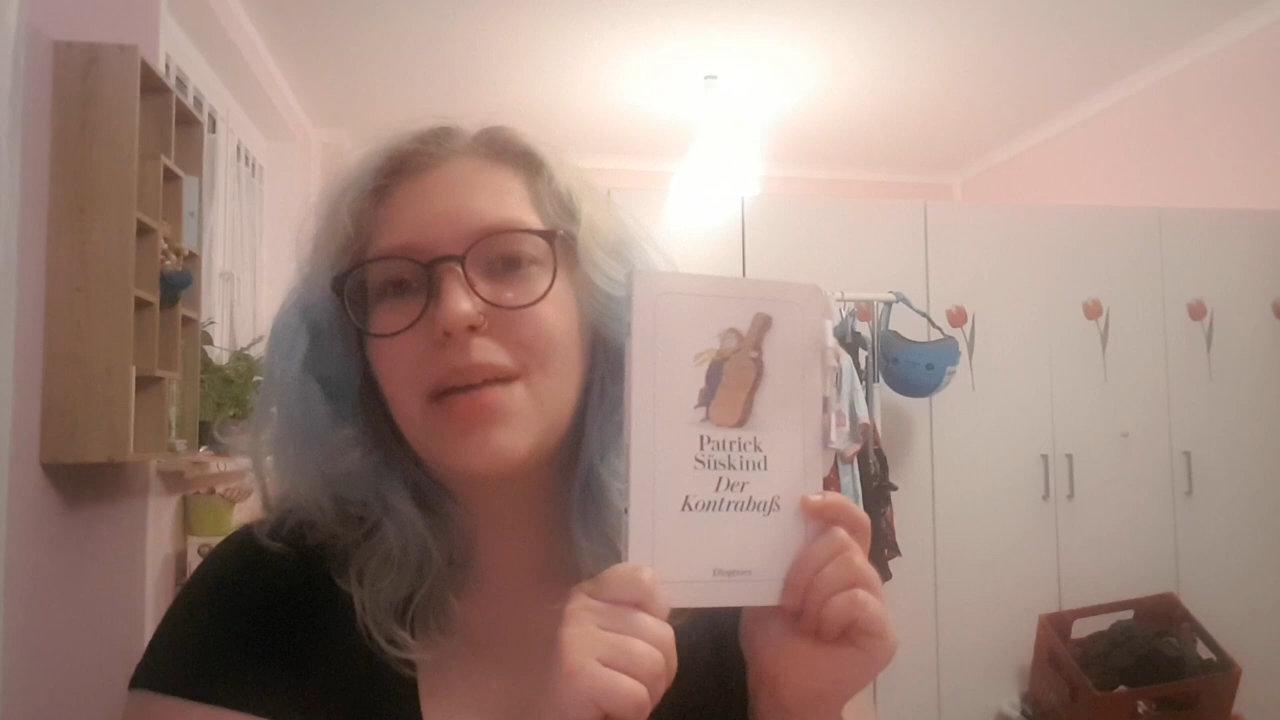 Patrick
Süskind
Der
Kontrabaß
Diogenes